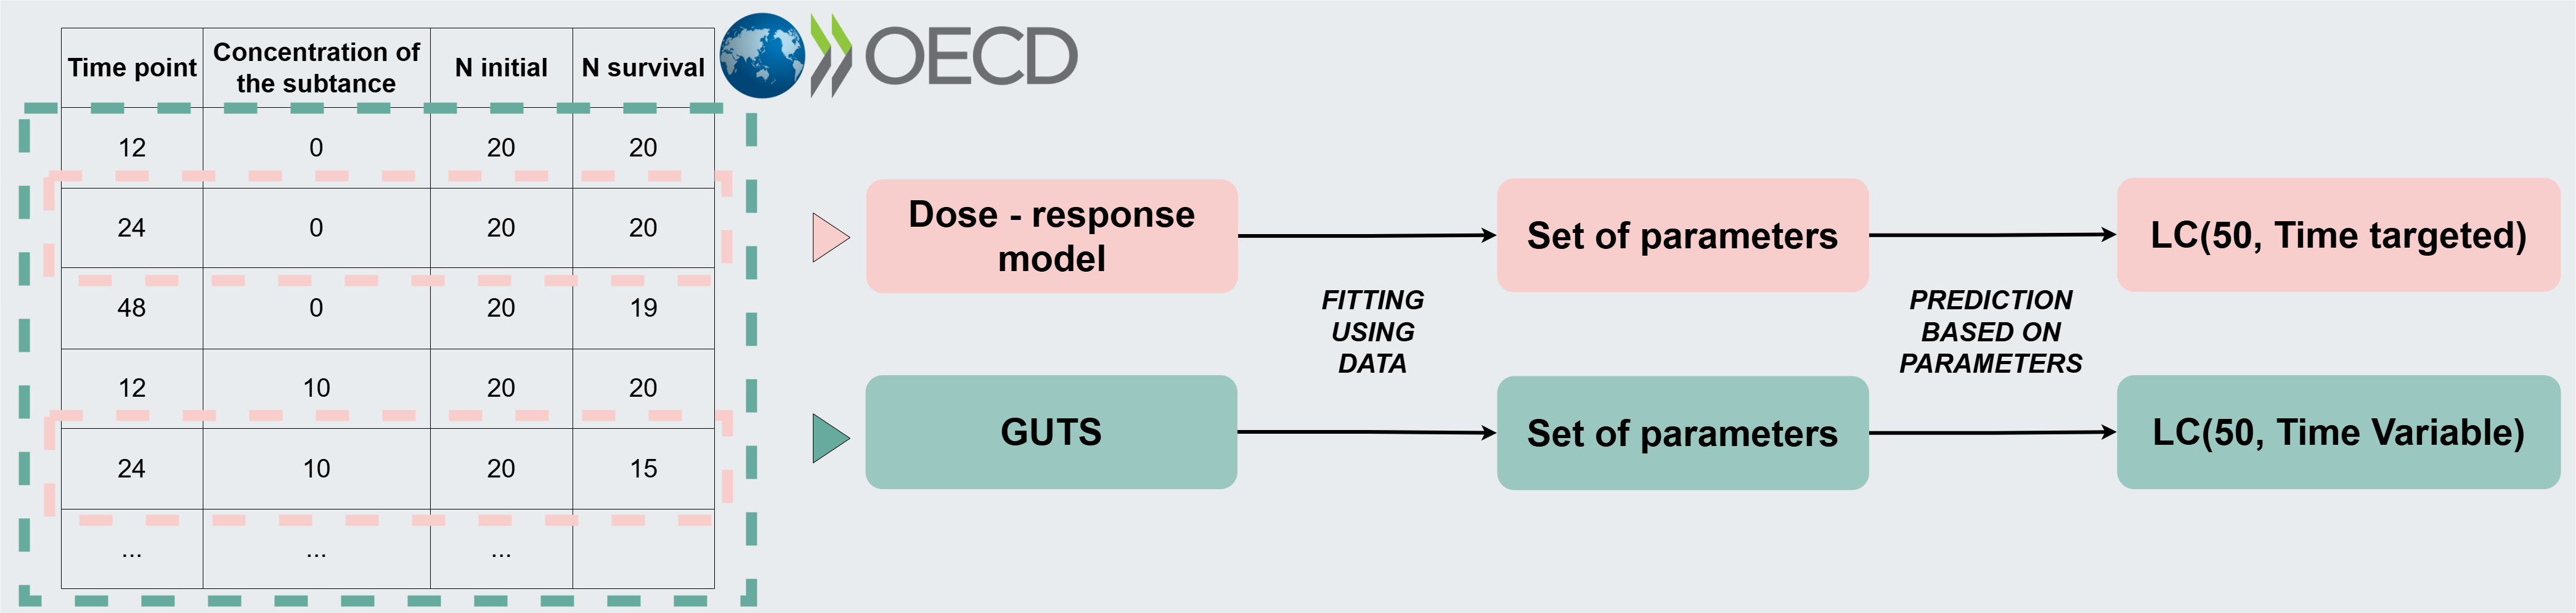 Time point
Concentration of
the subtance
N initial
N survival
OECD
12
0
20
20
24
0
20
20
48
0
20
19
12
10
20
20
24
10
20
15
...
...
...
Dose - response
model
Set of parameters
LC(50, Time targeted)
FITTING
USING
DATA
PREDICTION
BASED ON
PARAMETERS
GUTS
Set of parameters
LC(50, Time Variable)